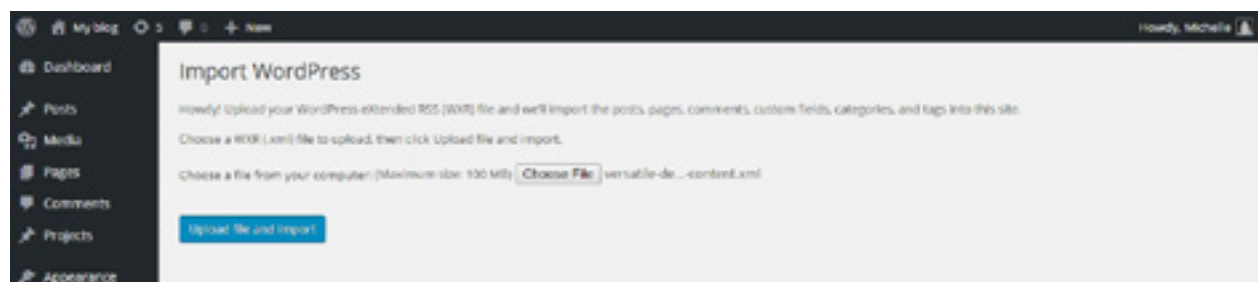 My blog 5 0 + New Howdy, Michelle
Dashboard
Posts
Media
Pages
Comments
Projects
Appearance
Import WordPress
Howdy! Upload your WordPress eXtended RSS (WXR) file and we'll import the posts, pages, comments, custom fields, categories, and tags into this site.
Choose a WXR (.xml) file to upload, then click Upload file and import.
Choose a file from your computer: (Maximum size: 100 MB) Choose File versatile-de...-content.xml
Upload file and import